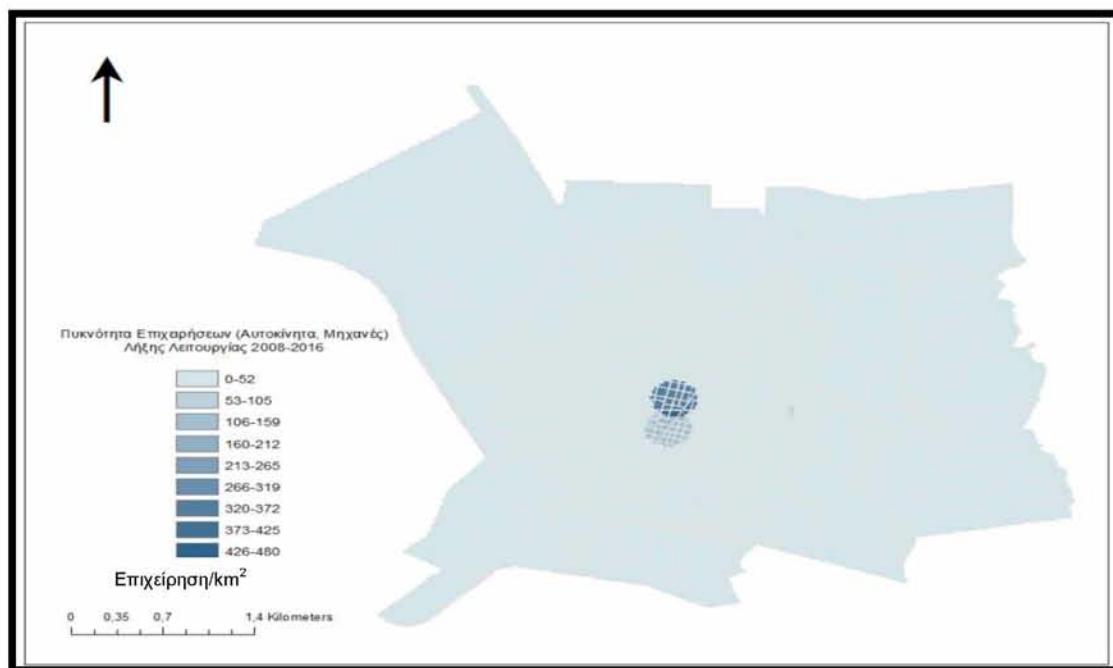 Πυκνότητα Επιχειρήσεων (Αυτοκίνητα, Μηχανές)
Λήξης Λειτουργίας 2008-2016
0-52
53-105
106-159
160-212
213-265
266-319
320-372
373-425
426-480
Επιχείρηση/km²
0 0,35 0,7 1,4 Kilometers